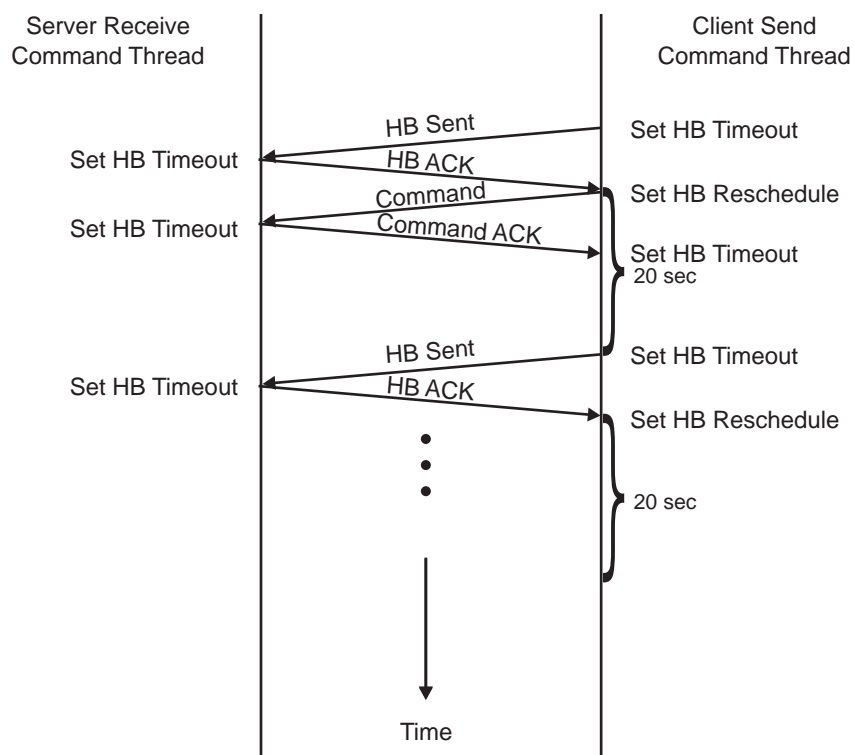 Server Receive
Command Thread
Client Send
Command Thread
HB Sent
Set HB Timeout
Set HB Timeout
HB ACK
Command
Set HB Reschedule
Set HB Timeout
Command ACK
Set HB Timeout
20 sec
HB Sent
Set HB Timeout
Set HB Timeout
HB ACK
Set HB Reschedule
20 sec
Time